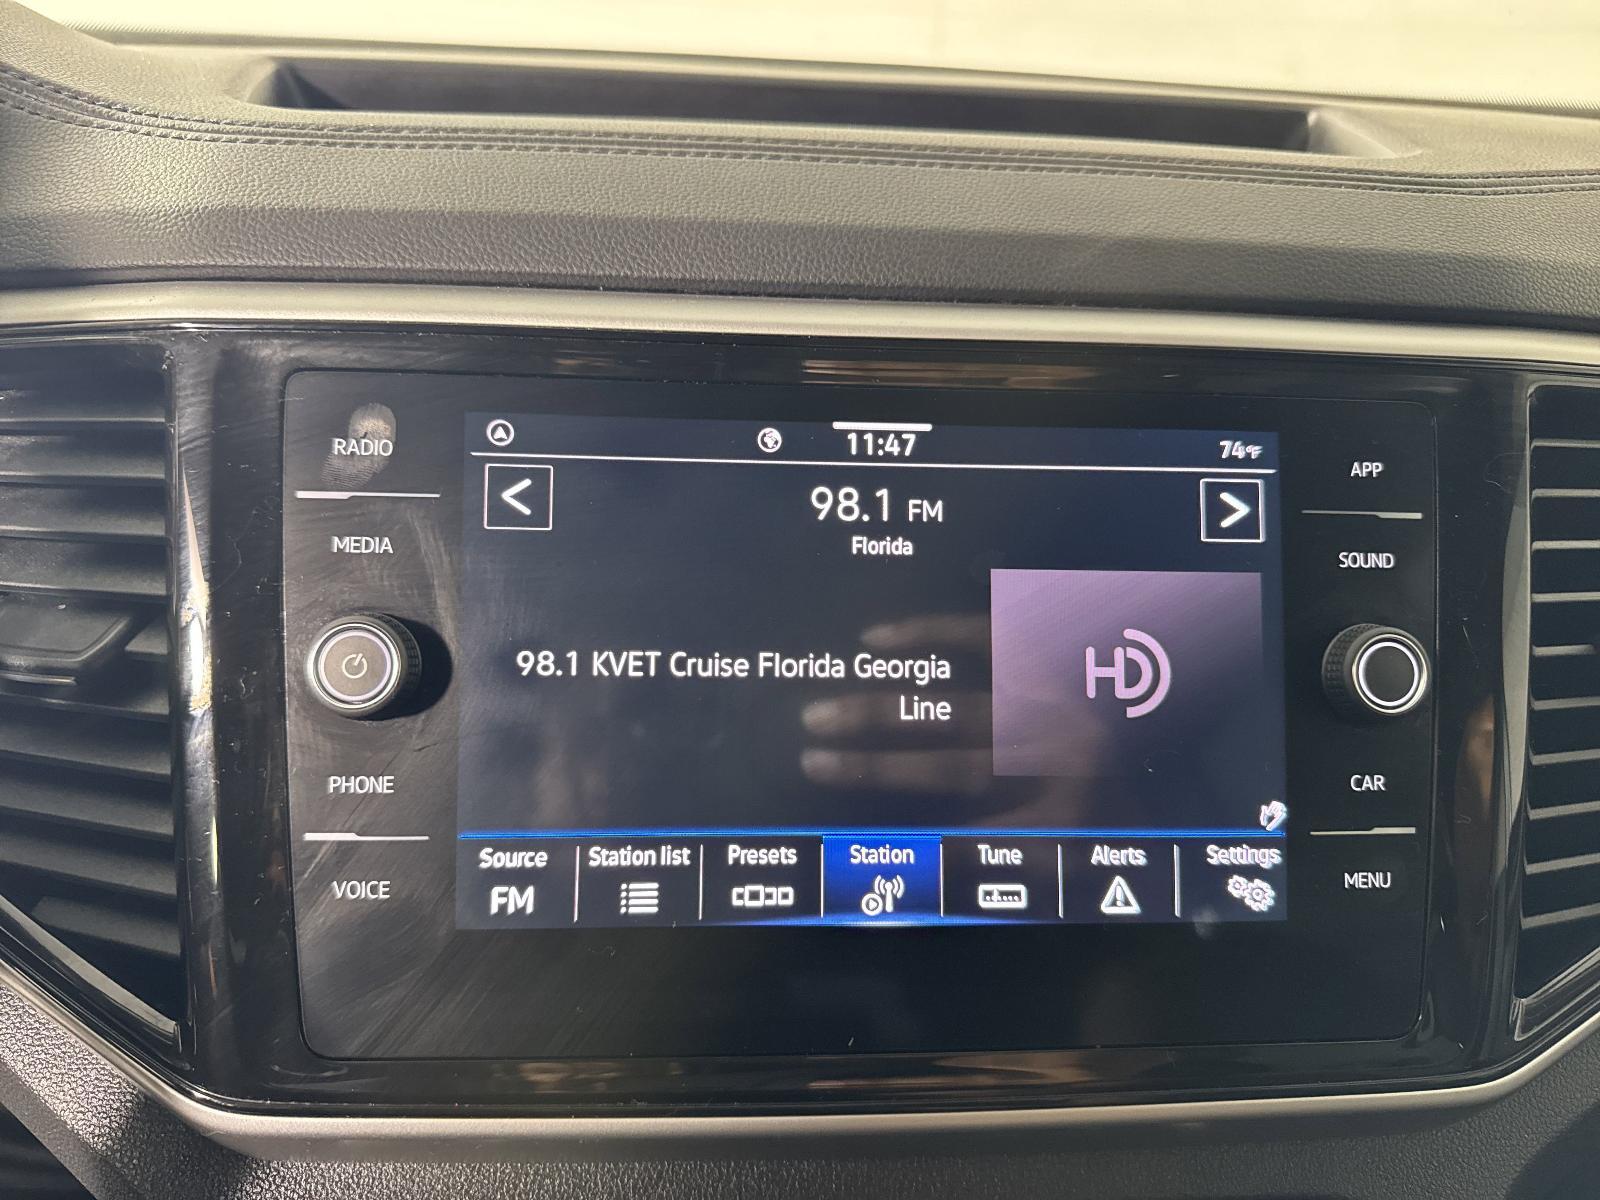 RADIO
MEDIA
PHONE
VOICE
11:47
74°F
98.1 FM
Florida
98.1 KVET Cruise Florida Georgia
Line
HD
Source
FM
Station list
Presets
Station
Tune
Alerts
Settings
APP
SOUND
CAR
MENU